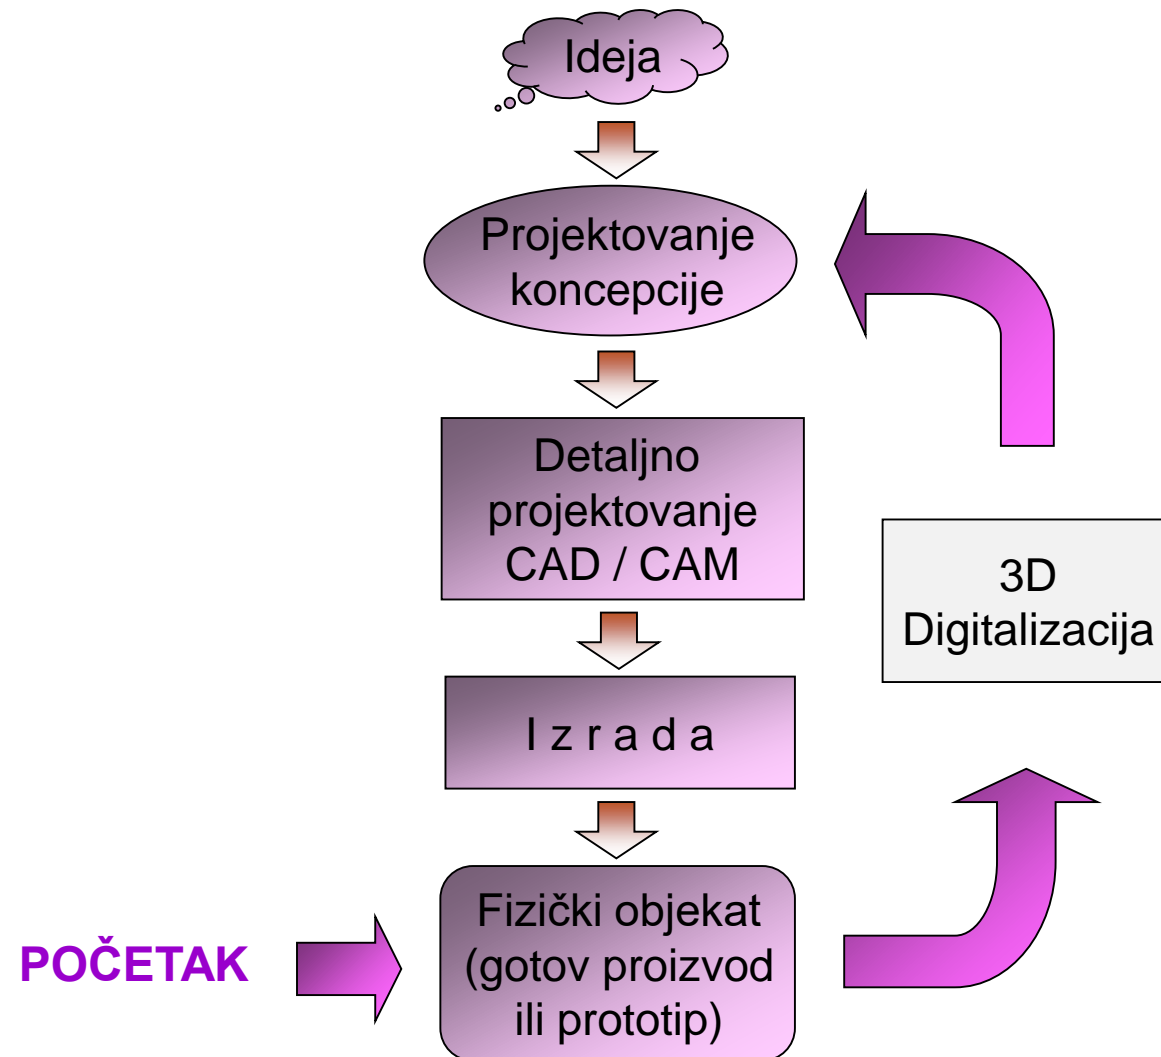 Ideja
Projektovanje
koncepcije
Detaljno
projektovanje
CAD / CAM
3D
Digitalizacija
I z r a d a
POČETAK
Fizički objekat
(gotov proizvod
ili prototip)